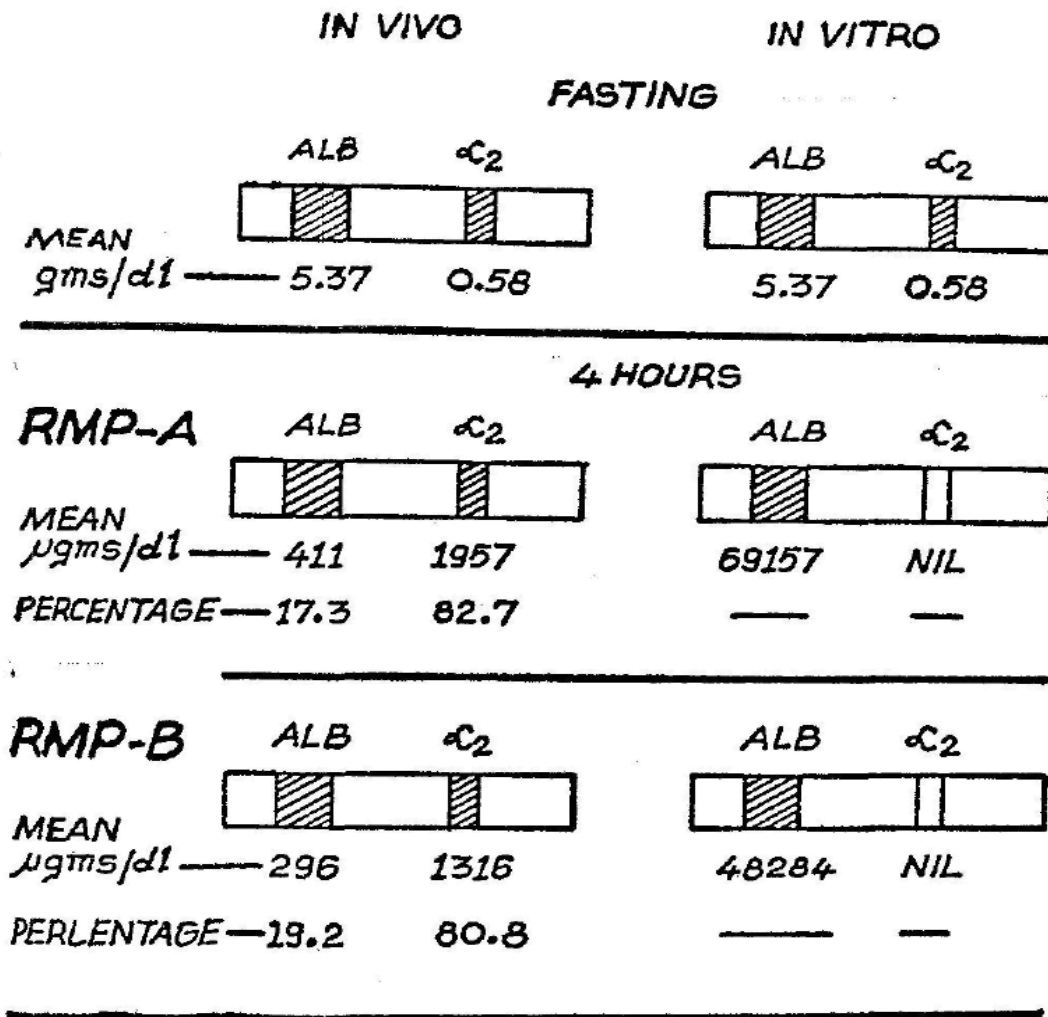 IN VIVO IN VITRO
FASTING
ALB ∝2 ALB ∝2
MEAN
gms/dl — 5.37 0.58 5.37 0.58
4 HOURS
RMP-A ALB ∝2 ALB ∝2
MEAN
μgms/dl — 411 1957 69157 NIL
PERCENTAGE — 17.3 82.7 — —
RMP-B ALB ∝2 ALB ∝2
MEAN
μgms/dl — 296 1316 48284 NIL
PERLENTAGE — 19.2 80.8 — —